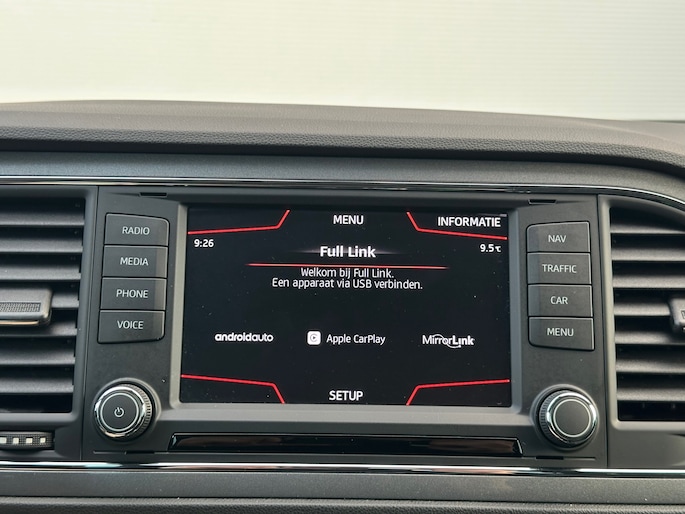 RADIO
MEDIA
PHONE
VOICE
MENU
INFORMATIE
9:26
9.5℃
Full Link
Welkom bij Full Link.
Een apparaat via USB verbinden.
androidauto
Apple CarPlay
MirrorLink
SETUP
NAV
TRAFFIC
CAR
MENU